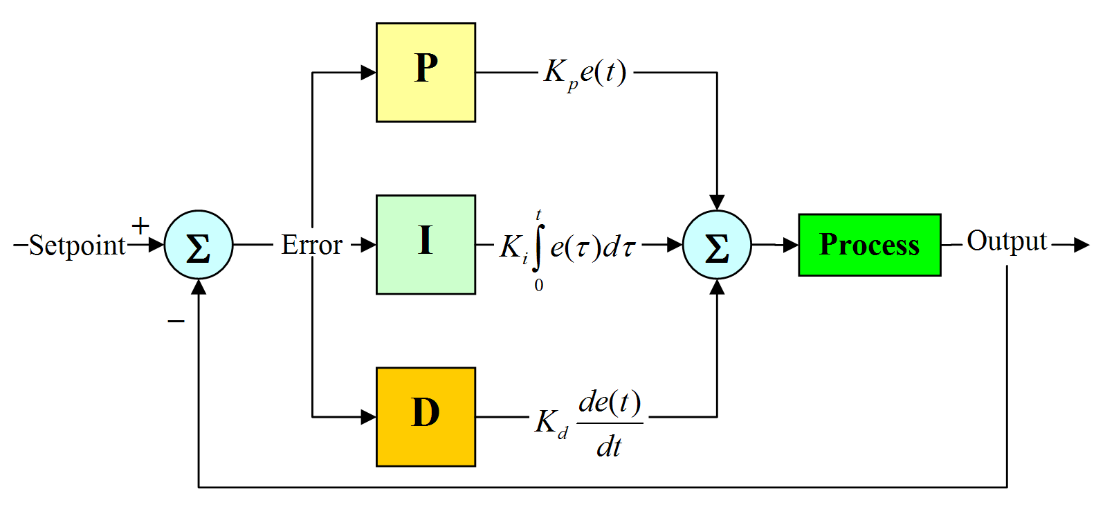 P
K_p e(t)
+
–Setpoint
Σ
Error
I
K_i ∫_0^t e(τ)dτ
Σ
Process
Output
–
D
K_d de(t)/dt